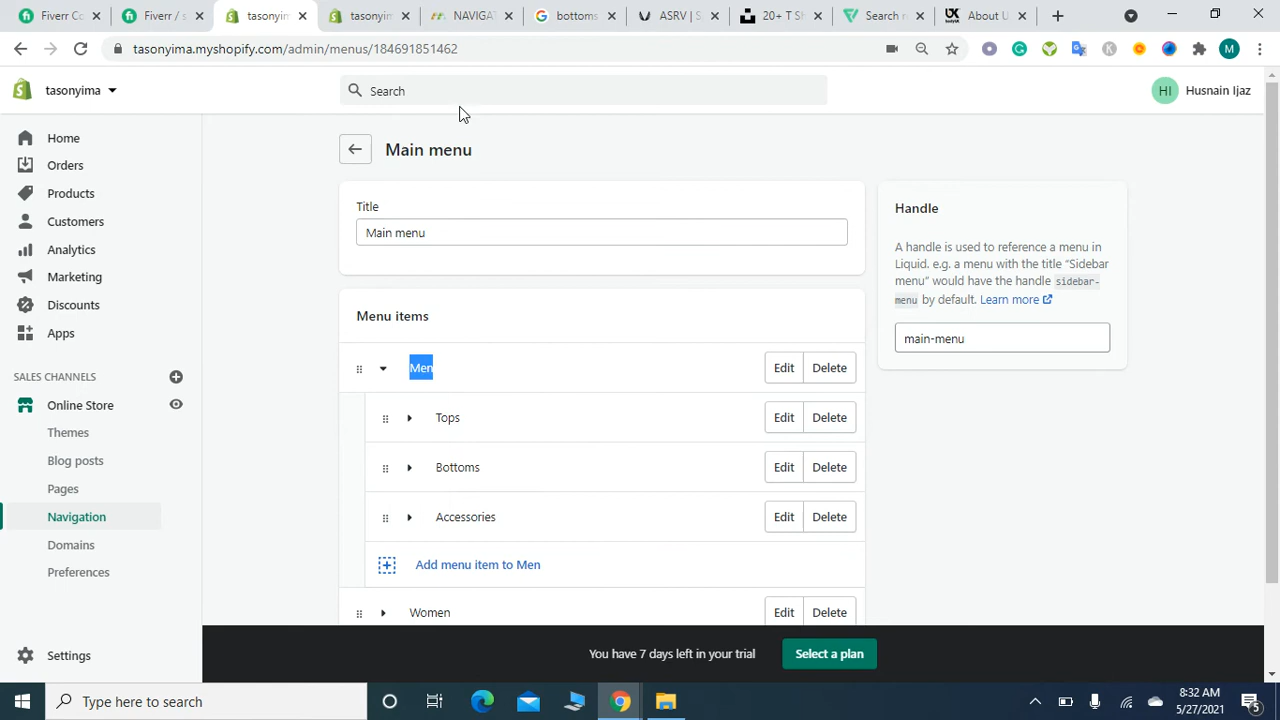 Fiverr Co
Fiverr / s
tasonyim
tasonyim
NAVIGAT
bottoms
ASRV | S
20+ T SH
Search r
About U
tasonyima.myshopify.com/admin/menus/184691851462
M
tasonyima
Search
HI
Husnain Ijaz
Home
Orders
Products
Customers
Analytics
Marketing
Discounts
Apps
SALES CHANNELS
Online Store
Themes
Blog posts
Pages
Navigation
Domains
Preferences
Settings
Main menu
Title
Main menu
Menu items
Men
Edit
Delete
Tops
Edit
Delete
Bottoms
Edit
Delete
Accessories
Edit
Delete
Add menu item to Men
Women
Edit
Delete
Handle
A handle is used to reference a menu in
Liquid. e.g. a menu with the title “Sidebar
menu” would have the handle sidebar-
menu by default. Learn more
main-menu
You have 7 days left in your trial
Select a plan
Type here to search
8:32 AM
5/27/2021
5